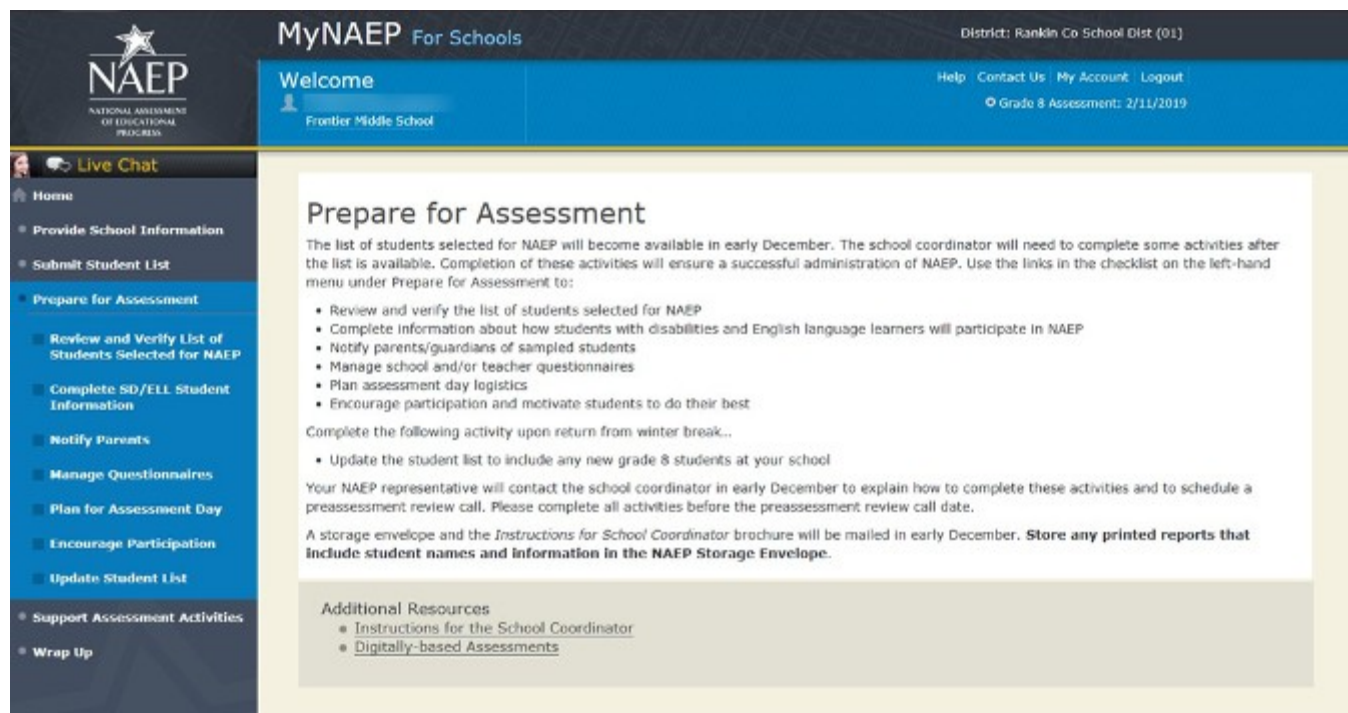 NAEP
NATIONAL ASSESSMENT
OF EDUCATIONAL
PROGRESS
MyNAEP For Schools
District: Rankin Co School Dist (01)
Welcome
Frontier Middle School
Help Contact Us My Account Logout
Grade 8 Assessment: 2/11/2019
Live Chat
Home
Provide School Information
Submit Student List
Prepare for Assessment
Review and Verify List of
Students Selected for NAEP
Complete SD/ELL Student
Information
Notify Parents
Manage Questionnaires
Plan for Assessment Day
Encourage Participation
Update Student List
Support Assessment Activities
Wrap Up
Prepare for Assessment
The list of students selected for NAEP will become available in early December. The school coordinator will need to complete some activities after
the list is available. Completion of these activities will ensure a successful administration of NAEP. Use the links in the checklist on the left-hand
menu under Prepare for Assessment to:
• Review and verify the list of students selected for NAEP
• Complete information about how students with disabilities and English language learners will participate in NAEP
• Notify parents/guardians of sampled students
• Manage school and/or teacher questionnaires
• Plan assessment day logistics
• Encourage participation and motivate students to do their best
Complete the following activity upon return from winter break...
• Update the student list to include any new grade 8 students at your school
Your NAEP representative will contact the school coordinator in early December to explain how to complete these activities and to schedule a
preassessment review call. Please complete all activities before the preassessment review call date.
A storage envelope and the Instructions for School Coordinator brochure will be mailed in early December. Store any printed reports that
include student names and information in the NAEP Storage Envelope.
Additional Resources
• Instructions for the School Coordinator
• Digitally-based Assessments